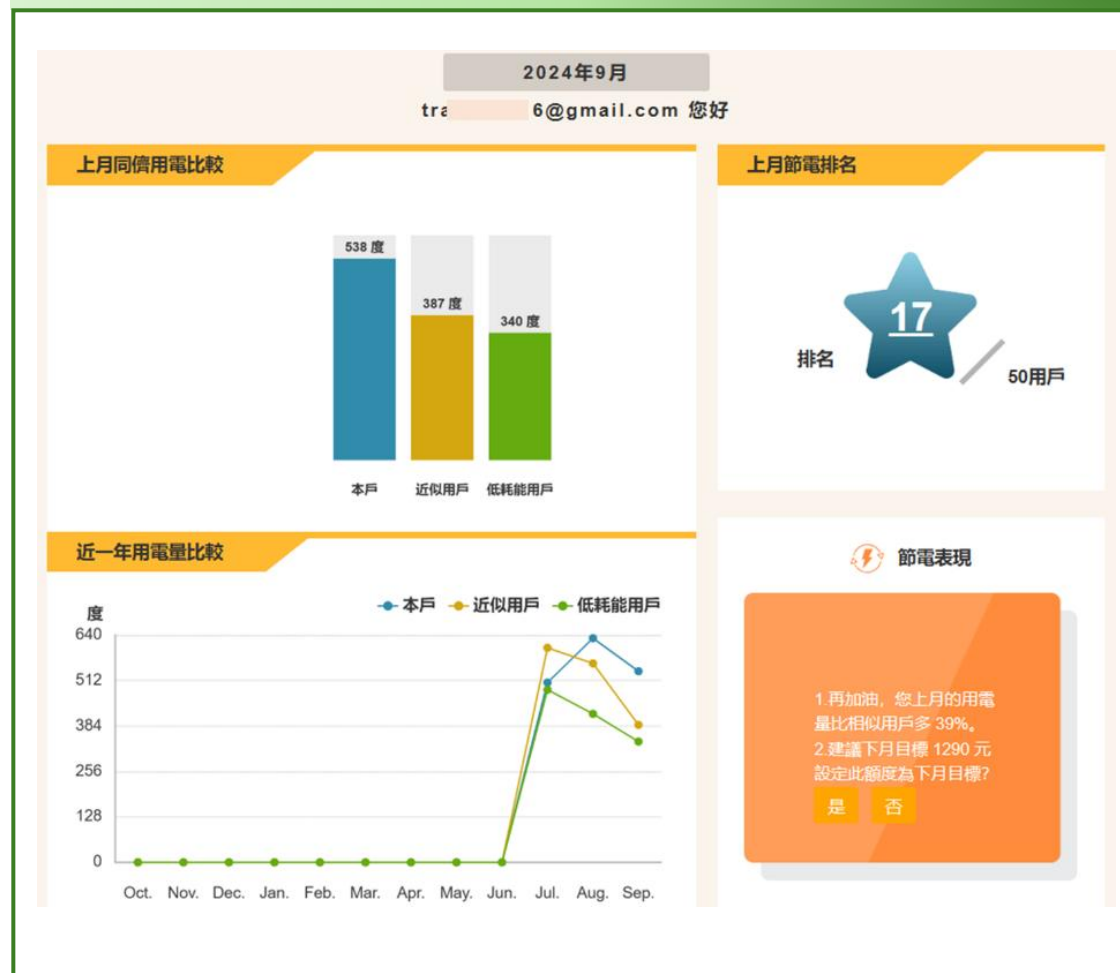 2024年9月
tra 6@gmail.com 您好
上月同儕用電比較
538 度
387 度
340 度
本戶
近似用戶
低耗能用戶
上月節電排名
排名
17
50用戶
近一年用電量比較
度
本戶
近似用戶
低耗能用戶
640
512
384
256
128
0
Oct. Nov. Dec. Jan. Feb. Mar. Apr. May. Jun. Jul. Aug. Sep.
節電表現
1.再加油，您上月的用電
量比相似用戶多 39%。
2.建議下月目標 1290 元
設定此額度為下月目標?
是 否